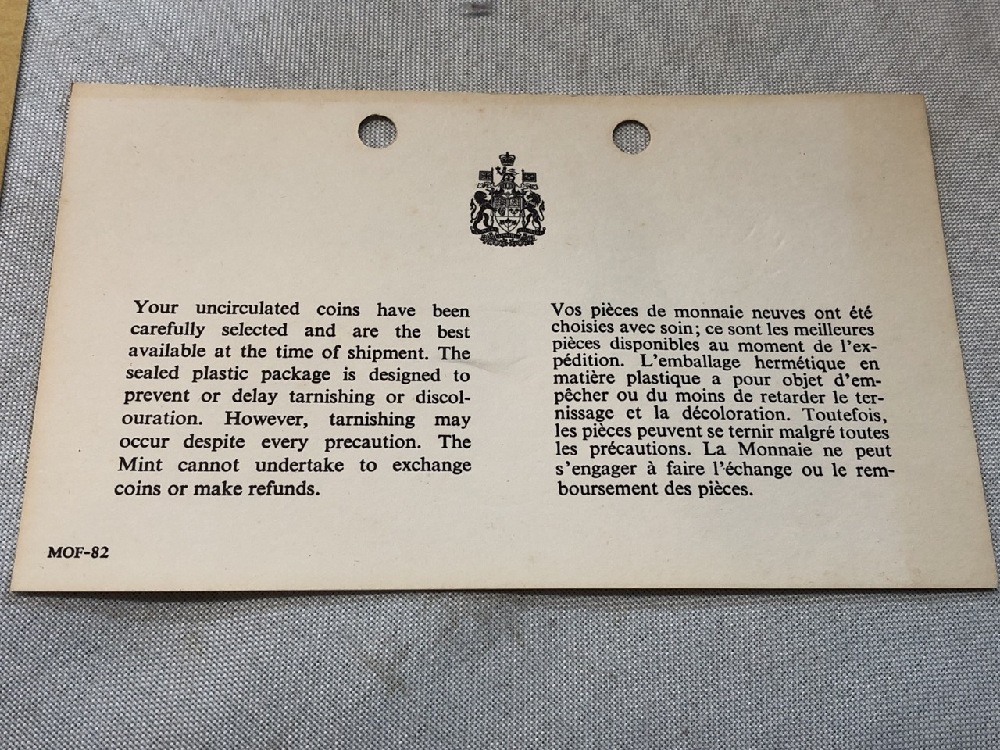 Your uncirculated coins have been
carefully selected and are the best
available at the time of shipment. The
sealed plastic package is designed to
prevent or delay tarnishing or discol-
ouration. However, tarnishing may
occur despite every precaution. The
Mint cannot undertake to exchange
coins or make refunds.
Vos pièces de monnaie neuves ont été
choisies avec soin; ce sont les meilleures
pièces disponibles au moment de l'ex-
pédition. L'emballage hermétique en
matière plastique a pour objet d'em-
pêcher ou du moins de retarder le ter-
nissage et la décoloration. Toutefois,
les pièces peuvent se ternir malgré toutes
les précautions. La Monnaie ne peut
s'engager à faire l'échange ou le rem-
boursement des pièces.
MOF-82